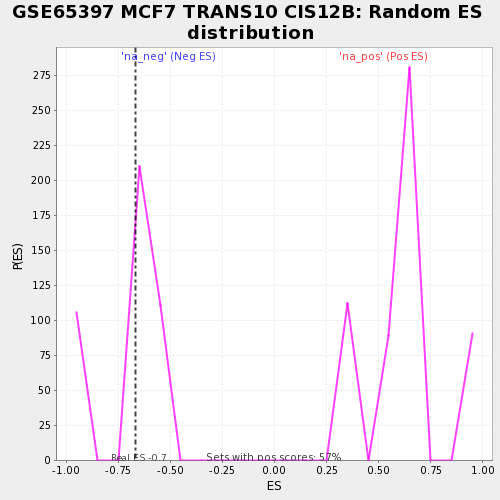 GSE65397 MCF7 TRANS10 CIS12B: Random ES
distribution
'na_neg' (Neg ES)
'na_pos' (Pos ES)
275
250
225
200
175
150
125
100
75
50
25
0
P(ES)
Real ES -0.7
Sets with pos scores: 57%
-1.00 -0.75 -0.50 -0.25 0.00 0.25 0.50 0.75 1.00
ES